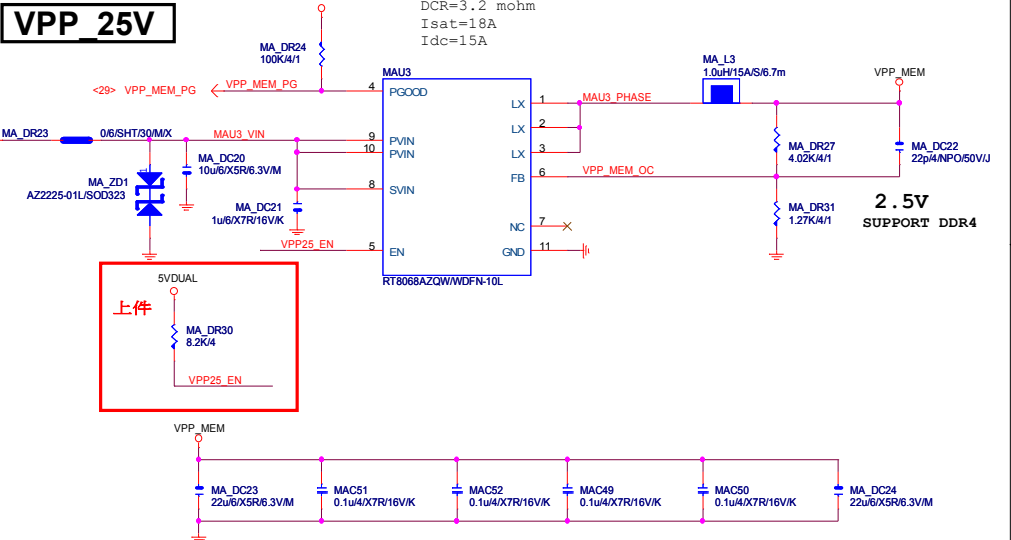 VPP_25V
DCR=3.2 mohm
Isat=18A
Idc=15A
MA_DR24
100K/4/1
<29> VPP_MEM_PG
VPP_MEM_PG
MAU3
4
PGOOD
MA_DR23
0/6/SHT/30/M/X
MAU3_VIN
9
PVIN
10
PVIN
MA_DC20
10u/6/X5R/6.3V/M
MA_ZD1
AZ2225-01L/SOD323
8
SVIN
MA_DC21
1u/6/X7R/16V/K
VPP25_EN
5
EN
LX
1
LX
2
LX
3
FB
6
NC
7
GND
11
RT8068AZQW/WDFN-10L
MAU3_PHASE
MA_L3
1.0uH/15A/S/6.7m
VPP_MEM
VPP_MEM_OC
MA_DR27
4.02K/4/1
MA_DC22
22p/4/NPO/50V/J
MA_DR31
1.27K/4/1
2.5V
SUPPORT DDR4
5VDUAL
上件
MA_DR30
8.2K/4
VPP25_EN
VPP_MEM
MA_DC23
22u/6/X5R/6.3V/M
MAC51
0.1u/4/X7R/16V/K
MAC52
0.1u/4/X7R/16V/K
MAC49
0.1u/4/X7R/16V/K
MAC50
0.1u/4/X7R/16V/K
MA_DC24
22u/6/X5R/6.3V/M